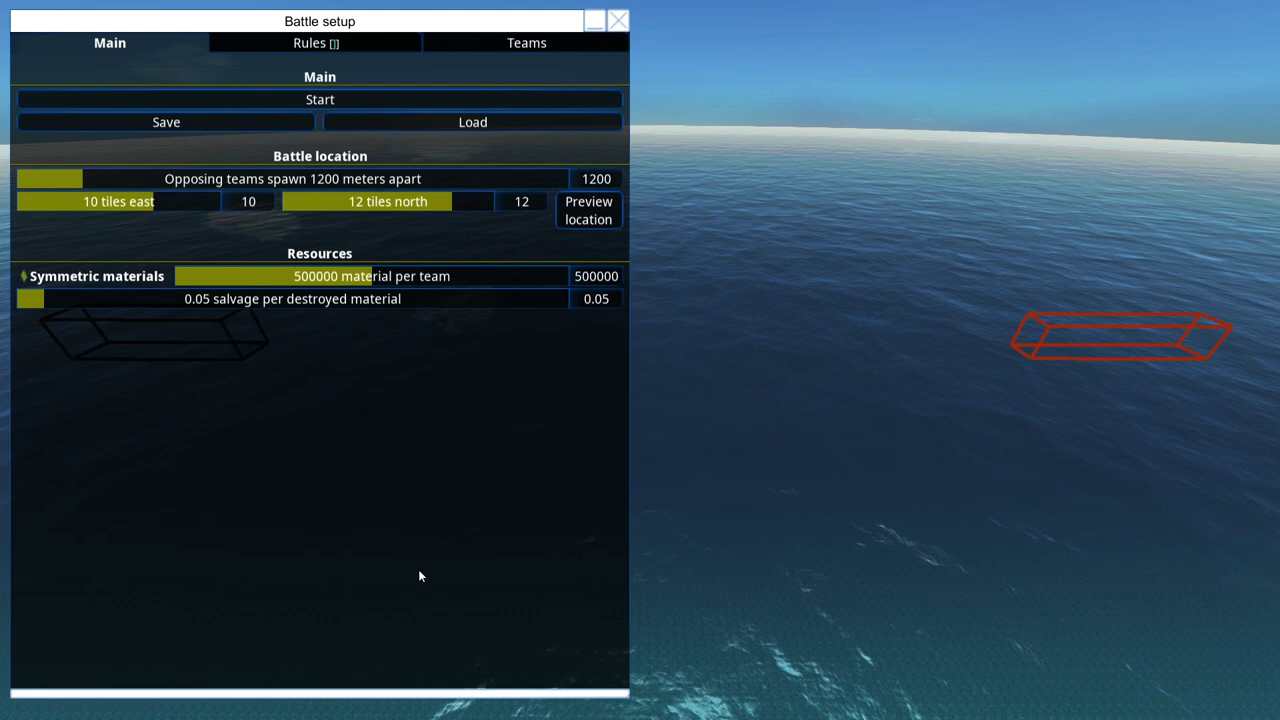 Battle setup
Main Rules [] Teams
Main
Start
Save Load
Battle location
Opposing teams spawn 1200 meters apart 1200
10 tiles east 10 12 tiles north 12 Preview location
Resources
Symmetric materials 500000 material per team 500000
0.05 salvage per destroyed material 0.05